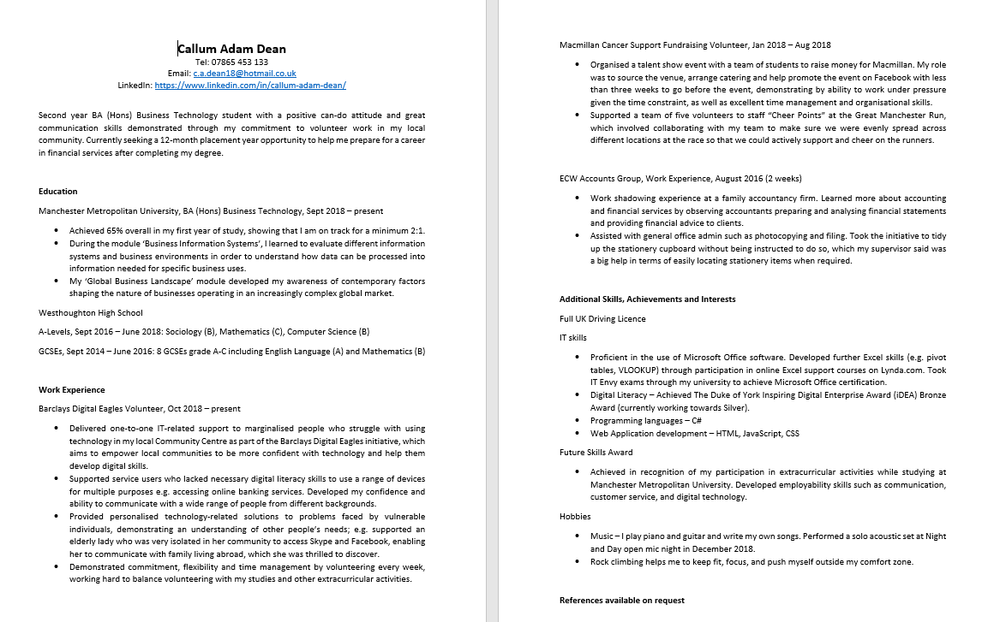 Callum Adam Dean
Tel: 07865 453 133
Email: c.a.dean18@hotmail.co.uk
LinkedIn: https://www.linkedin.com/in/callum-adam-dean/
Second year BA (Hons) Business Technology student with a positive can-do attitude and great
communication skills demonstrated through my commitment to volunteer work in my local
community. Currently seeking a 12-month placement year opportunity to help me prepare for a career
in financial services after completing my degree.
Education
Manchester Metropolitan University, BA (Hons) Business Technology, Sept 2018 – present
• Achieved 65% overall in my first year of study, showing that I am on track for a minimum 2:1.
• During the module ‘Business Information Systems’, I learned to evaluate different information
systems and business environments in order to understand how data can be processed into
information needed for specific business uses.
• My ‘Global Business Landscape’ module developed my awareness of contemporary factors
shaping the nature of businesses operating in an increasingly complex global market.
Westhoughton High School
A-Levels, Sept 2016 – June 2018: Sociology (B), Mathematics (C), Computer Science (B)
GCSEs, Sept 2014 – June 2016: 8 GCSEs grade A-C including English Language (A) and Mathematics (B)
Work Experience
Barclays Digital Eagles Volunteer, Oct 2018 – present
• Delivered one-to-one IT-related support to marginalised people who struggle with using
technology in my local Community Centre as part of the Barclays Digital Eagles initiative, which
aims to empower local communities to be more confident with technology and help them
develop digital skills.
• Supported service users who lacked necessary digital literacy skills to use a range of devices
for multiple purposes e.g. accessing online banking services. Developed my confidence and
ability to communicate with a wide range of people from different backgrounds.
• Provided personalised technology-related solutions to problems faced by vulnerable
individuals, demonstrating an understanding of other people’s needs; e.g. supported an
elderly lady who was very isolated in her community to access Skype and Facebook, enabling
her to communicate with family living abroad, which she was thrilled to discover.
• Demonstrated commitment, flexibility and time management by volunteering every week,
working hard to balance volunteering with my studies and other extracurricular activities.
Macmillan Cancer Support Fundraising Volunteer, Jan 2018 – Aug 2018
• Organised a talent show event with a team of students to raise money for Macmillan. My role
was to source the venue, arrange catering and help promote the event on Facebook with less
than three weeks to go before the event, demonstrating by ability to work under pressure
given the time constraint, as well as excellent time management and organisational skills.
• Supported a team of five volunteers to staff “Cheer Points” at the Great Manchester Run,
which involved collaborating with my team to make sure we were evenly spread across
different locations at the race so that we could actively support and cheer on the runners.
ECW Accounts Group, Work Experience, August 2016 (2 weeks)
• Work shadowing experience at a family accountancy firm. Learned more about accounting
and financial services by observing accountants preparing and analysing financial statements
and providing financial advice to clients.
• Assisted with general office admin such as photocopying and filing. Took the initiative to tidy
up the stationery cupboard without being instructed to do so, which my supervisor said was
a big help in terms of easily locating stationery items when required.
Additional Skills, Achievements and Interests
Full UK Driving Licence
IT skills
• Proficient in the use of Microsoft Office software. Developed further Excel skills (e.g. pivot
tables, VLOOKUP) through participation in online Excel support courses on Lynda.com. Took
IT Envy exams through my university to achieve Microsoft Office certification.
• Digital Literacy – Achieved The Duke of York Inspiring Digital Enterprise Award (iDEA) Bronze
Award (currently working towards Silver).
• Programming languages – C#
• Web Application development – HTML, JavaScript, CSS
Future Skills Award
• Achieved in recognition of my participation in extracurricular activities while studying at
Manchester Metropolitan University. Developed employability skills such as communication,
customer service, and digital technology.
Hobbies
• Music – I play piano and guitar and write my own songs. Performed a solo acoustic set at Night
and Day open mic night in December 2018.
• Rock climbing helps me to keep fit, focus, and push myself outside my comfort zone.
References available on request